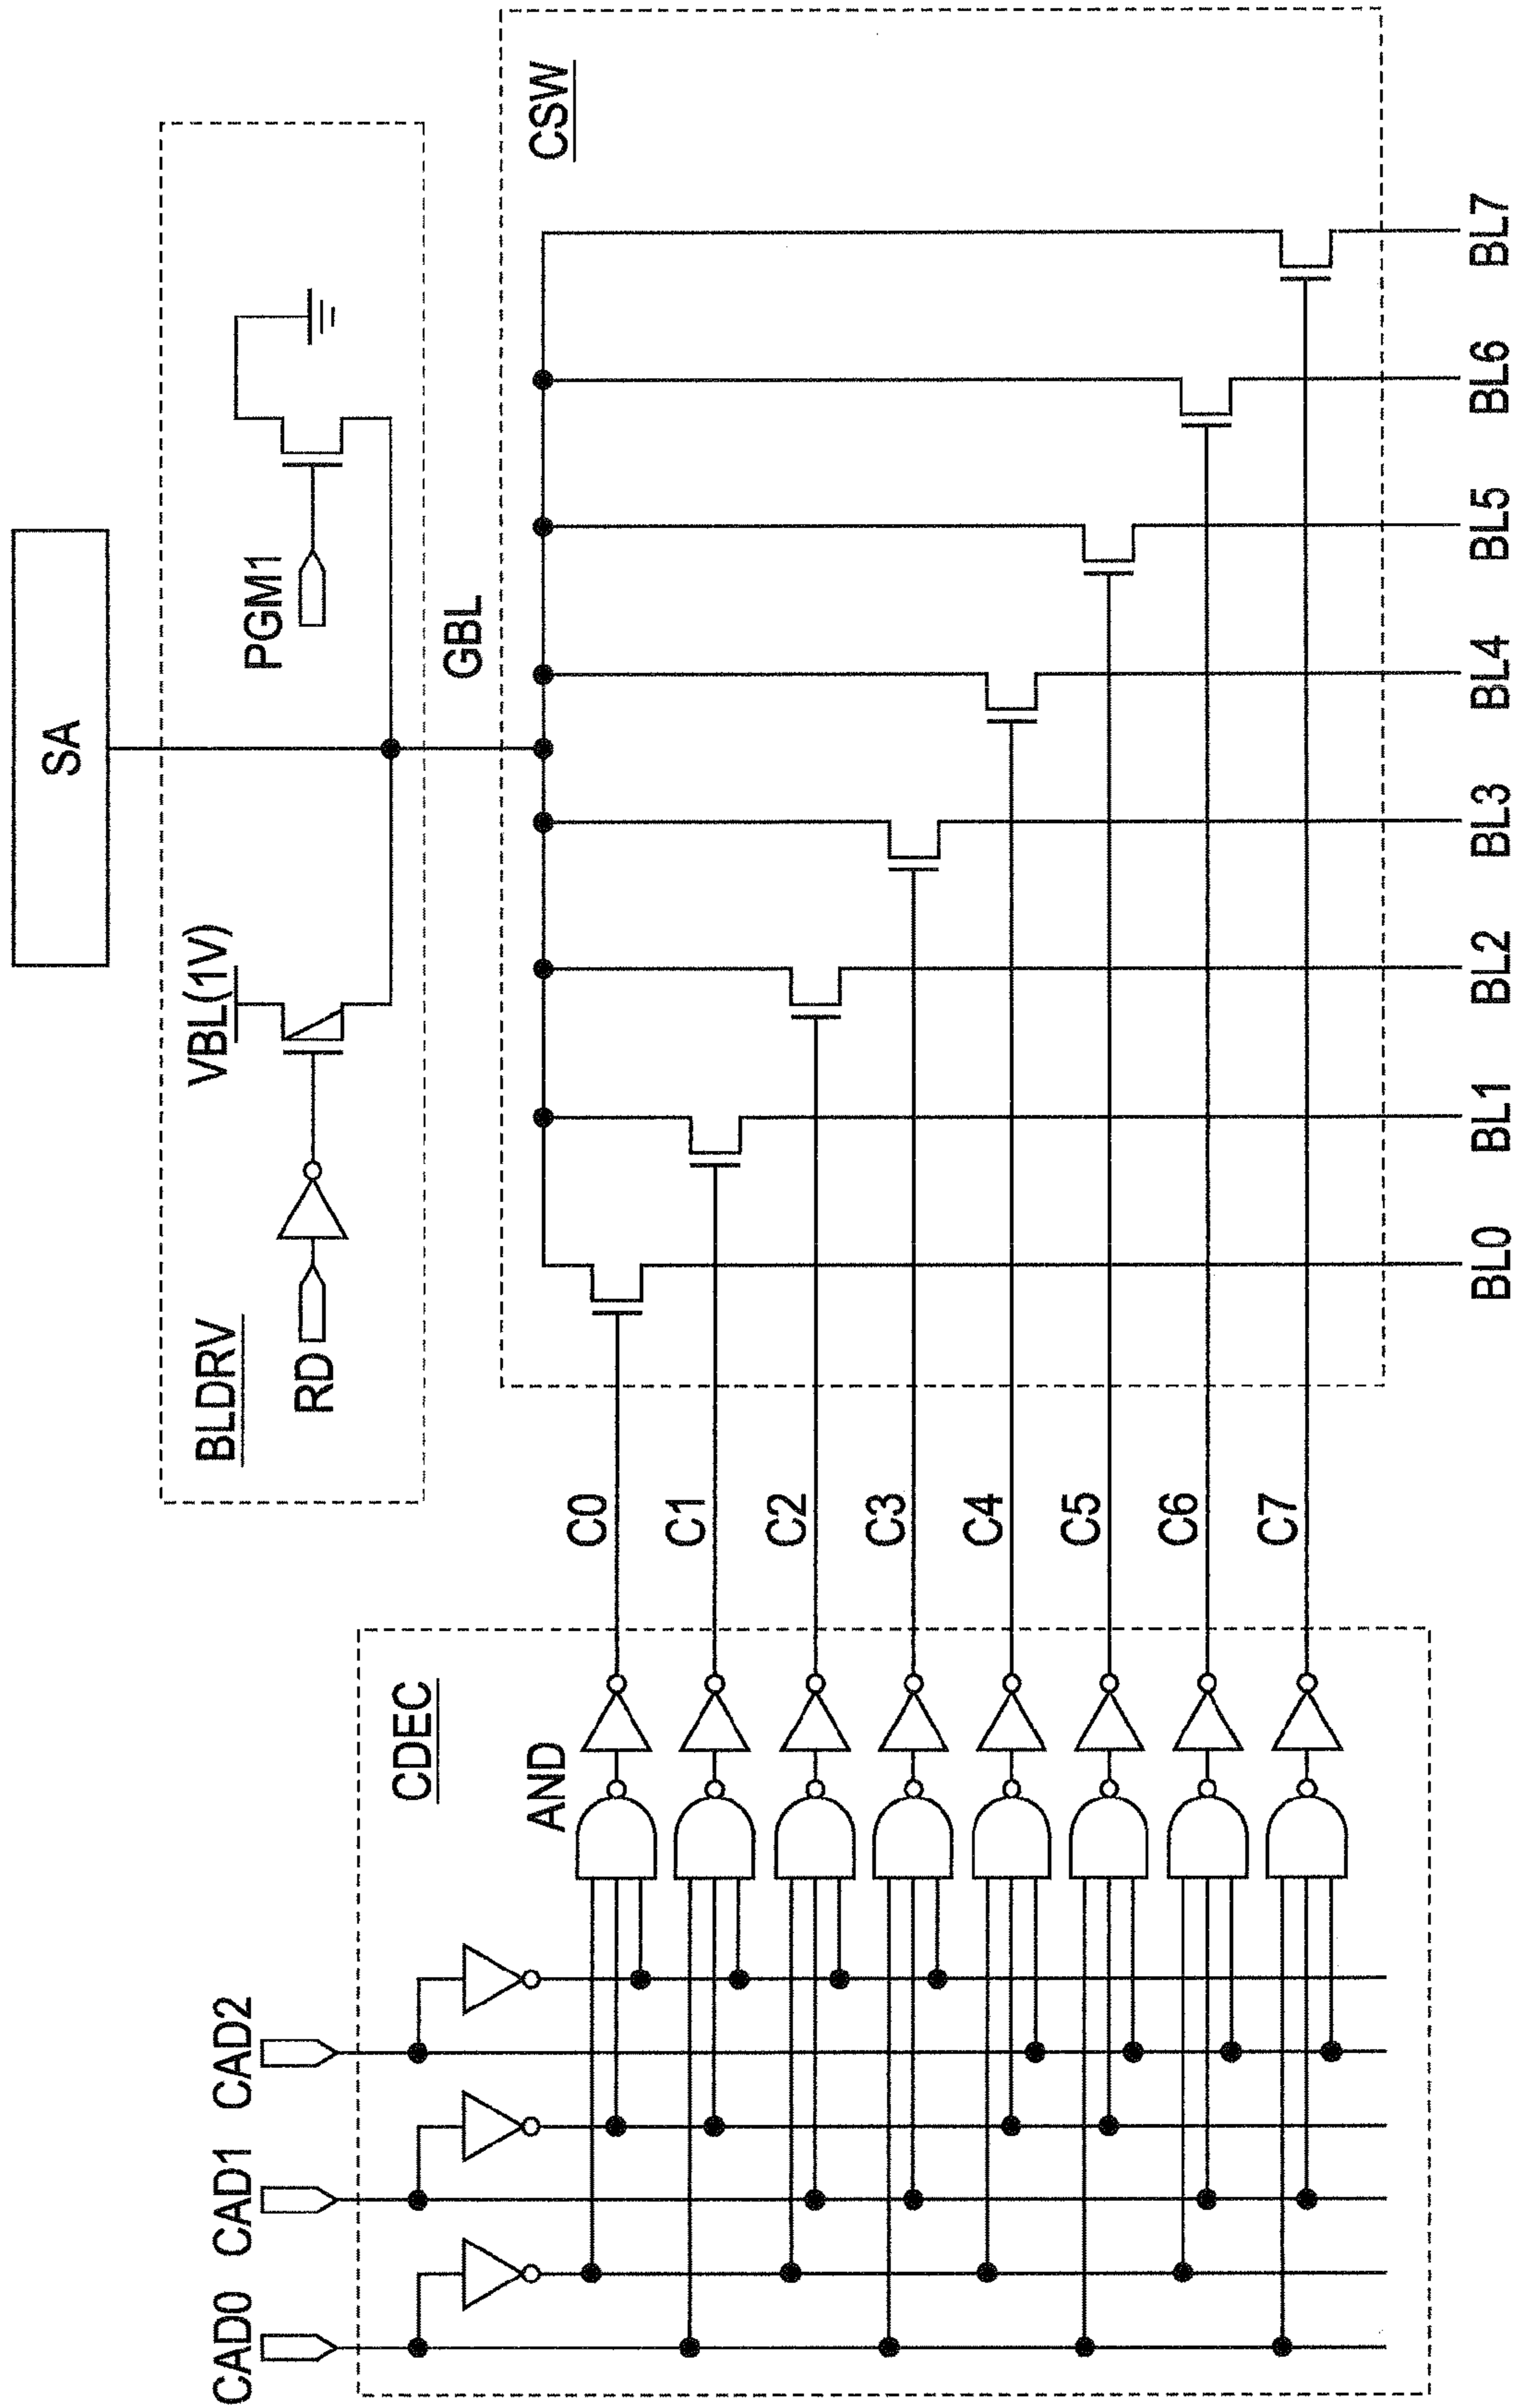 SA
BLDRV
VBL(1V)
RD
PGM1
GBL
CSW
CDEC
AND
CAD0
CAD1
CAD2
C0
C1
C2
C3
C4
C5
C6
C7
BL0
BL1
BL2
BL3
BL4
BL5
BL6
BL7